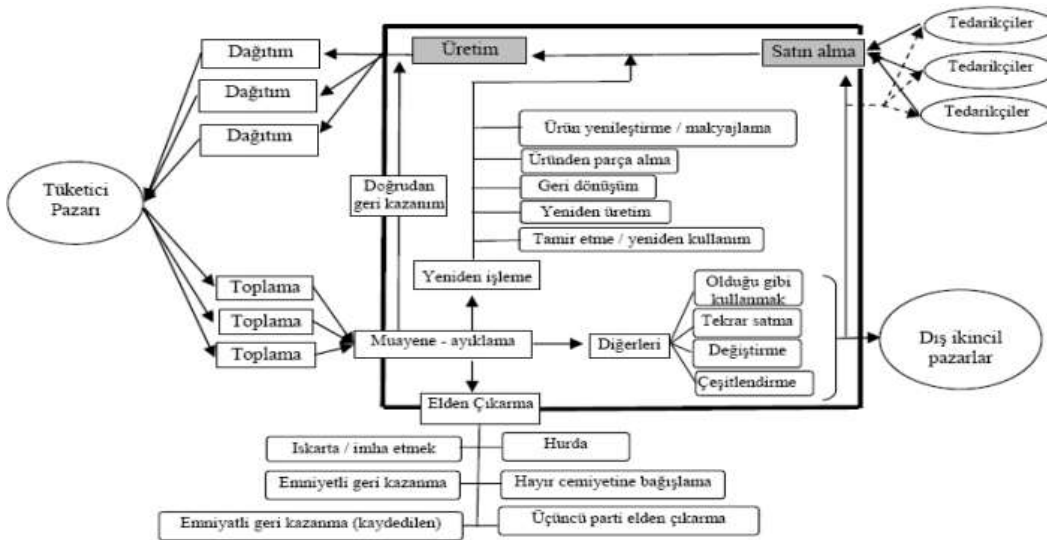 Dağıtım
Üretim
Satın alma
Tedarikçiler
Dağıtım
Tedarikçiler
Dağıtım
Tedarikçiler
Ürün yenileştirme / makyajlama
Üründen parça alma
Tüketici
Pazarı
Doğrudan
geri kazanım
Geri dönüşüm
Yeniden üretim
Tamir etme / yeniden kullanım
Yeniden işleme
Toplama
Toplama
Toplama
Muayene - ayıklama
Diğerleri
Olduğu gibi
kullanmak
Tekrar satma
Değiştirme
Çeşitlendirme
Dış ikincil
pazarlar
Elden Çıkarma
Iskarta / imha etmek
Hurda
Emniyetli geri kazanma
Hayır cemiyetine bağışlama
Emniyatli geri kazanma (kaydedilen)
Üçüncü parti elden çıkarma